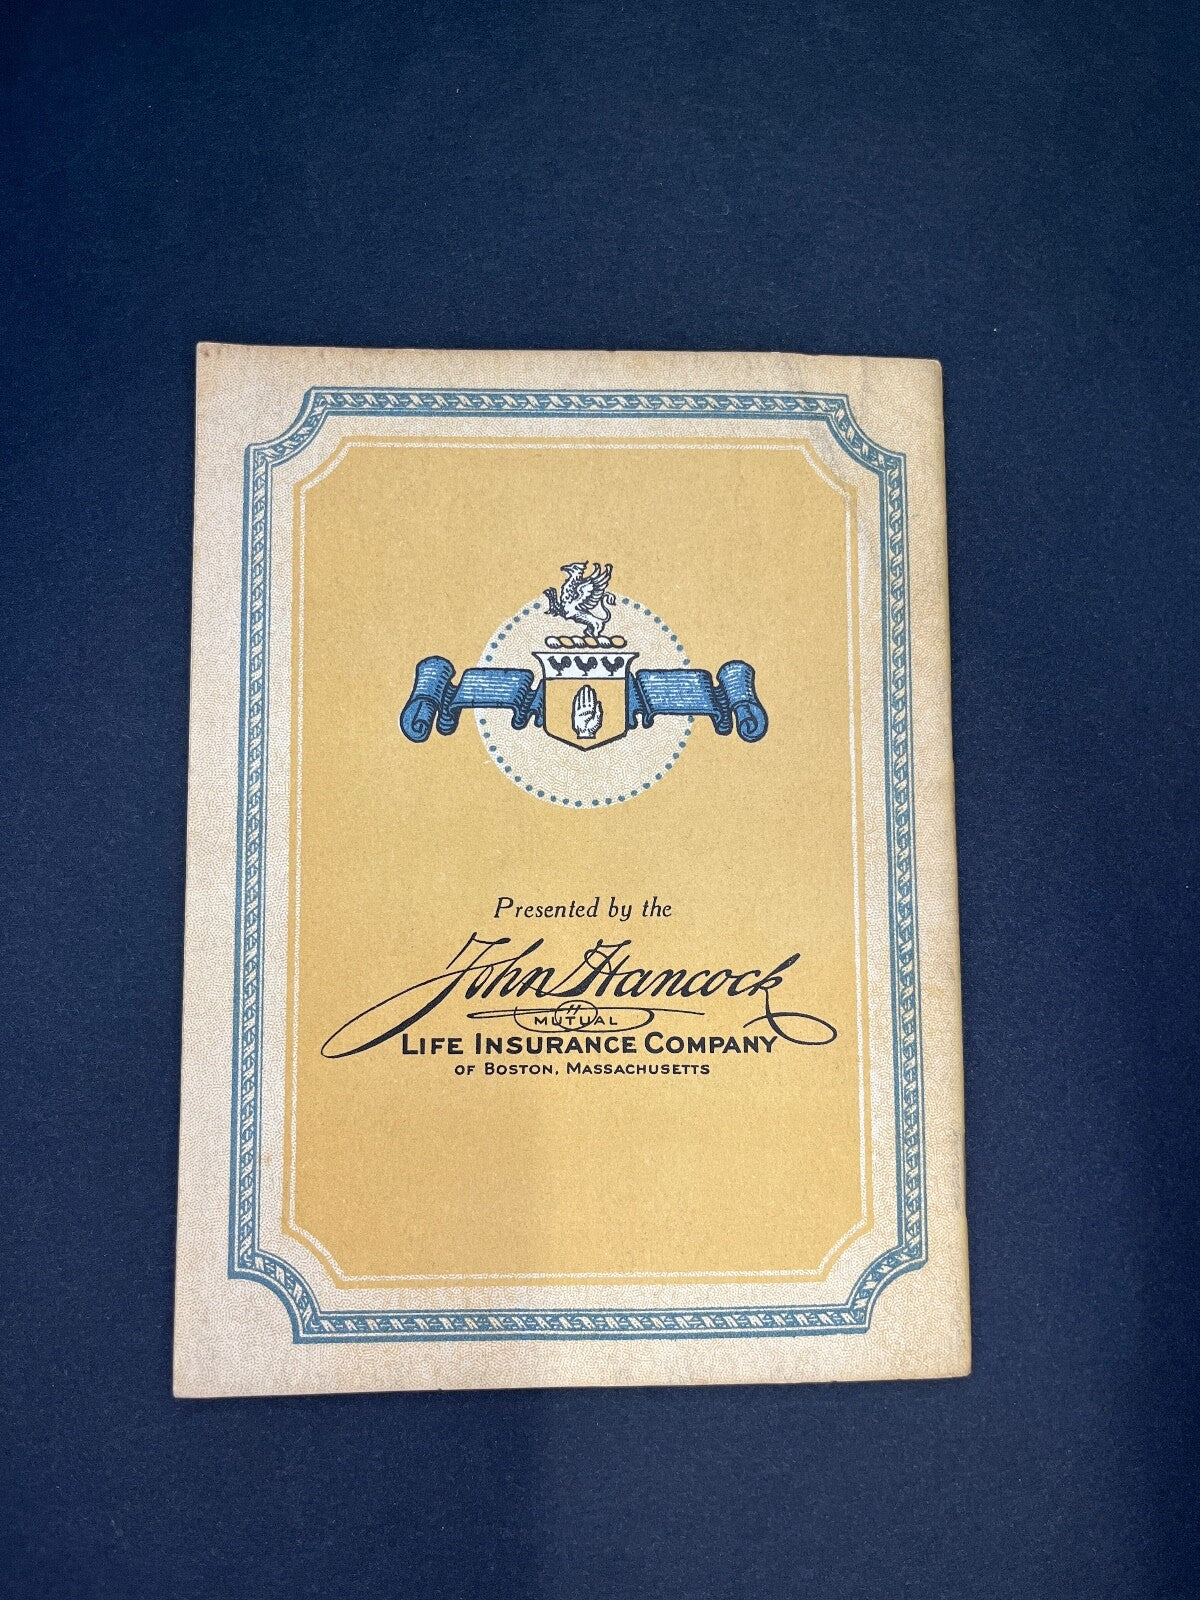 Presented by the
John Hancock
MUTUAL
LIFE INSURANCE COMPANY
OF BOSTON, MASSACHUSETTS